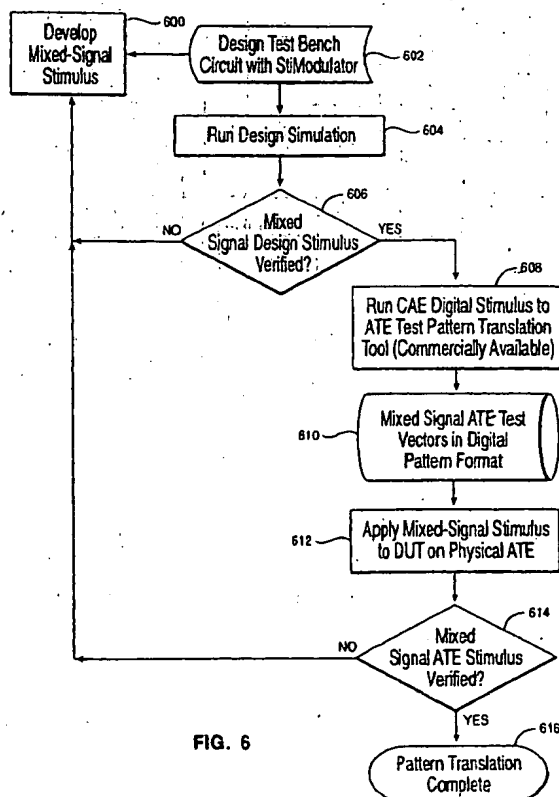 600
Develop
Mixed-Signal
Stimulus
Design Test Bench
Circuit with StiModulator
602
Run Design Simulation
604
606
Mixed
Signal Design Stimulus
Verified?
NO
YES
608
Run CAE Digital Stimulus to
ATE Test Pattern Translation
Tool (Commercially Available)
610
Mixed Signal ATE Test
Vectors in Digital
Pattern Format
612
Apply Mixed-Signal Stimulus
to DUT on Physical ATE
614
Mixed
Signal ATE Stimulus
Verified?
NO
YES
616
Pattern Translation
Complete
FIG. 6